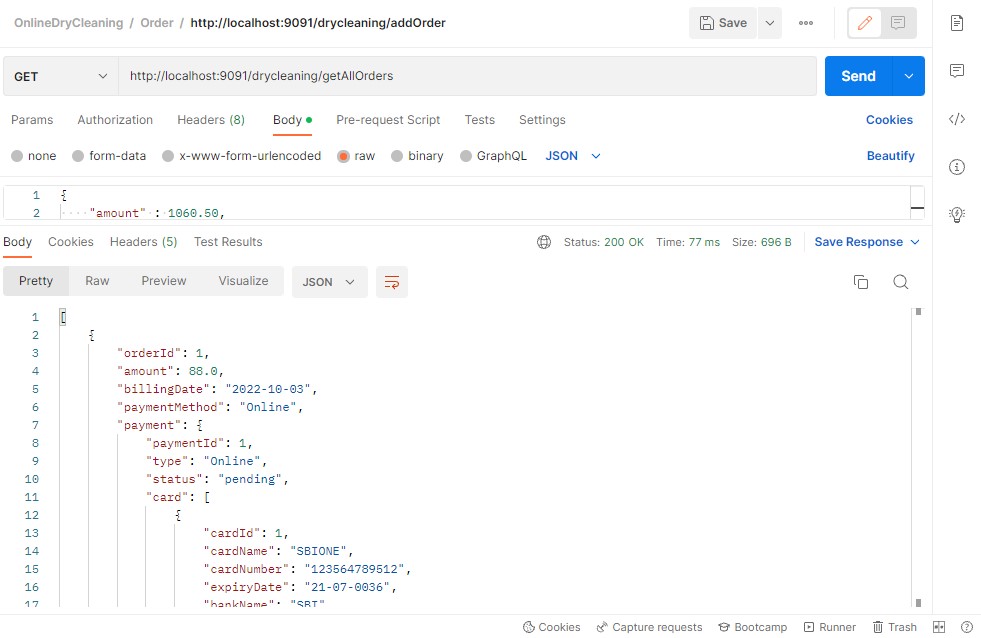 OnlineDryCleaning / Order / http://localhost:9091/drycleaning/addOrder Save
GET http://localhost:9091/drycleaning/getAllOrders Send
Params Authorization Headers (8) Body Pre-request Script Tests Settings Cookies
none form-data x-www-form-urlencoded raw binary GraphQL JSON Beautify
1 {
2 "amount" : 1060.50,
Body Cookies Headers (5) Test Results Status: 200 OK Time: 77 ms Size: 696 B Save Response
Pretty Raw Preview Visualize JSON
1 [
2 {
3 "orderId": 1,
4 "amount": 88.0,
5 "billingDate": "2022-10-03",
6 "paymentMethod": "Online",
7 "payment": {
8 "paymentId": 1,
9 "type": "Online",
10 "status": "pending",
11 "card": [
12 {
13 "cardId": 1,
14 "cardName": "SBIONE",
15 "cardNumber": "123564789512",
16 "expiryDate": "21-07-0036",
17 "bankName": "SBI"
Cookies Capture requests Bootcamp Runner Trash